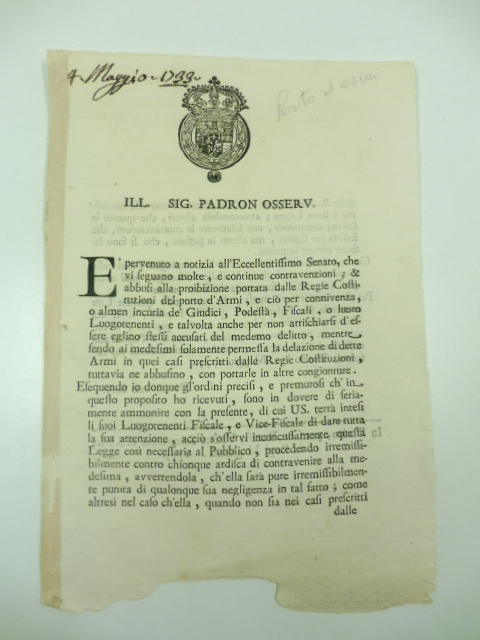 4 Maggio 1733
Porto d'armi
ILL. SIG. PADRON OSSERV.
E' pervenuto a notizia all'Eccellentissimo Senato, che
vi seguano molte, e continue contravenzioni, &
abbusi alla proibizione portata dalle Regie Costi-
tuzioni del porto d'Armi, e ciò per connivenza,
o almen incuria de' Giudici, Podestà, Fiscali, o luoro
Luogotenenti, e talvolta anche per non arrischiarsi d'es-
sere eglino stessi accusati del medemo delitto, mentre
sendo ai medesimi solamente permessa la delazione di dette
Armi in quei casi prescritti dalle Regie Costituzioni,
tuttavia ne abbusino, con portarle in altre congionture.
Esequendo io donque gl'ordini precisi, e premurosi ch'in
questo proposito ho ricevuti, sono in dovere di seria-
mente ammonire con la presente, di cui US. terrà intesi
li suoi Luogotenenti Fiscale, e Vice-Fiscale di dare tutta
la sua attenzione, acciò s'osservi inconcussamente questa
Legge così necessaria al Pubblico, procedendo irremissi-
bilmente contro chionque ardisca di contravenire alla me-
desima, avvertendola, ch'ella sarà pure irremissibilmen-
te punita di qualonque sua negligenza in tal fatto; come
altresì nel caso ch'ella, quando non sia nei casi prescritti
dalle